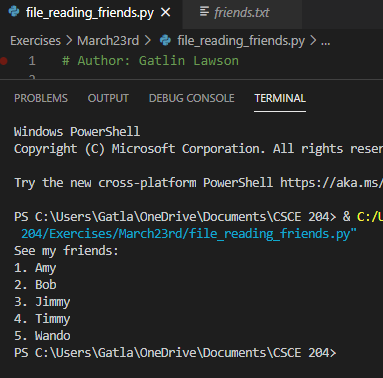 file_reading_friends.py
friends.txt
Exercises > March23rd > file_reading_friends.py > ...
1 # Author: Gatlin Lawson
2
PROBLEMS OUTPUT DEBUG CONSOLE TERMINAL
Windows PowerShell
Copyright (C) Microsoft Corporation. All rights reser
Try the new cross-platform PowerShell https://aka.ms/
PS C:\Users\Gatla\OneDrive\Documents\CSCE 204> & C:/U
204/Exercises/March23rd/file_reading_friends.py"
See my friends:
1. Amy
2. Bob
3. Jimmy
4. Timmy
5. Wando
PS C:\Users\Gatla\OneDrive\Documents\CSCE 204>